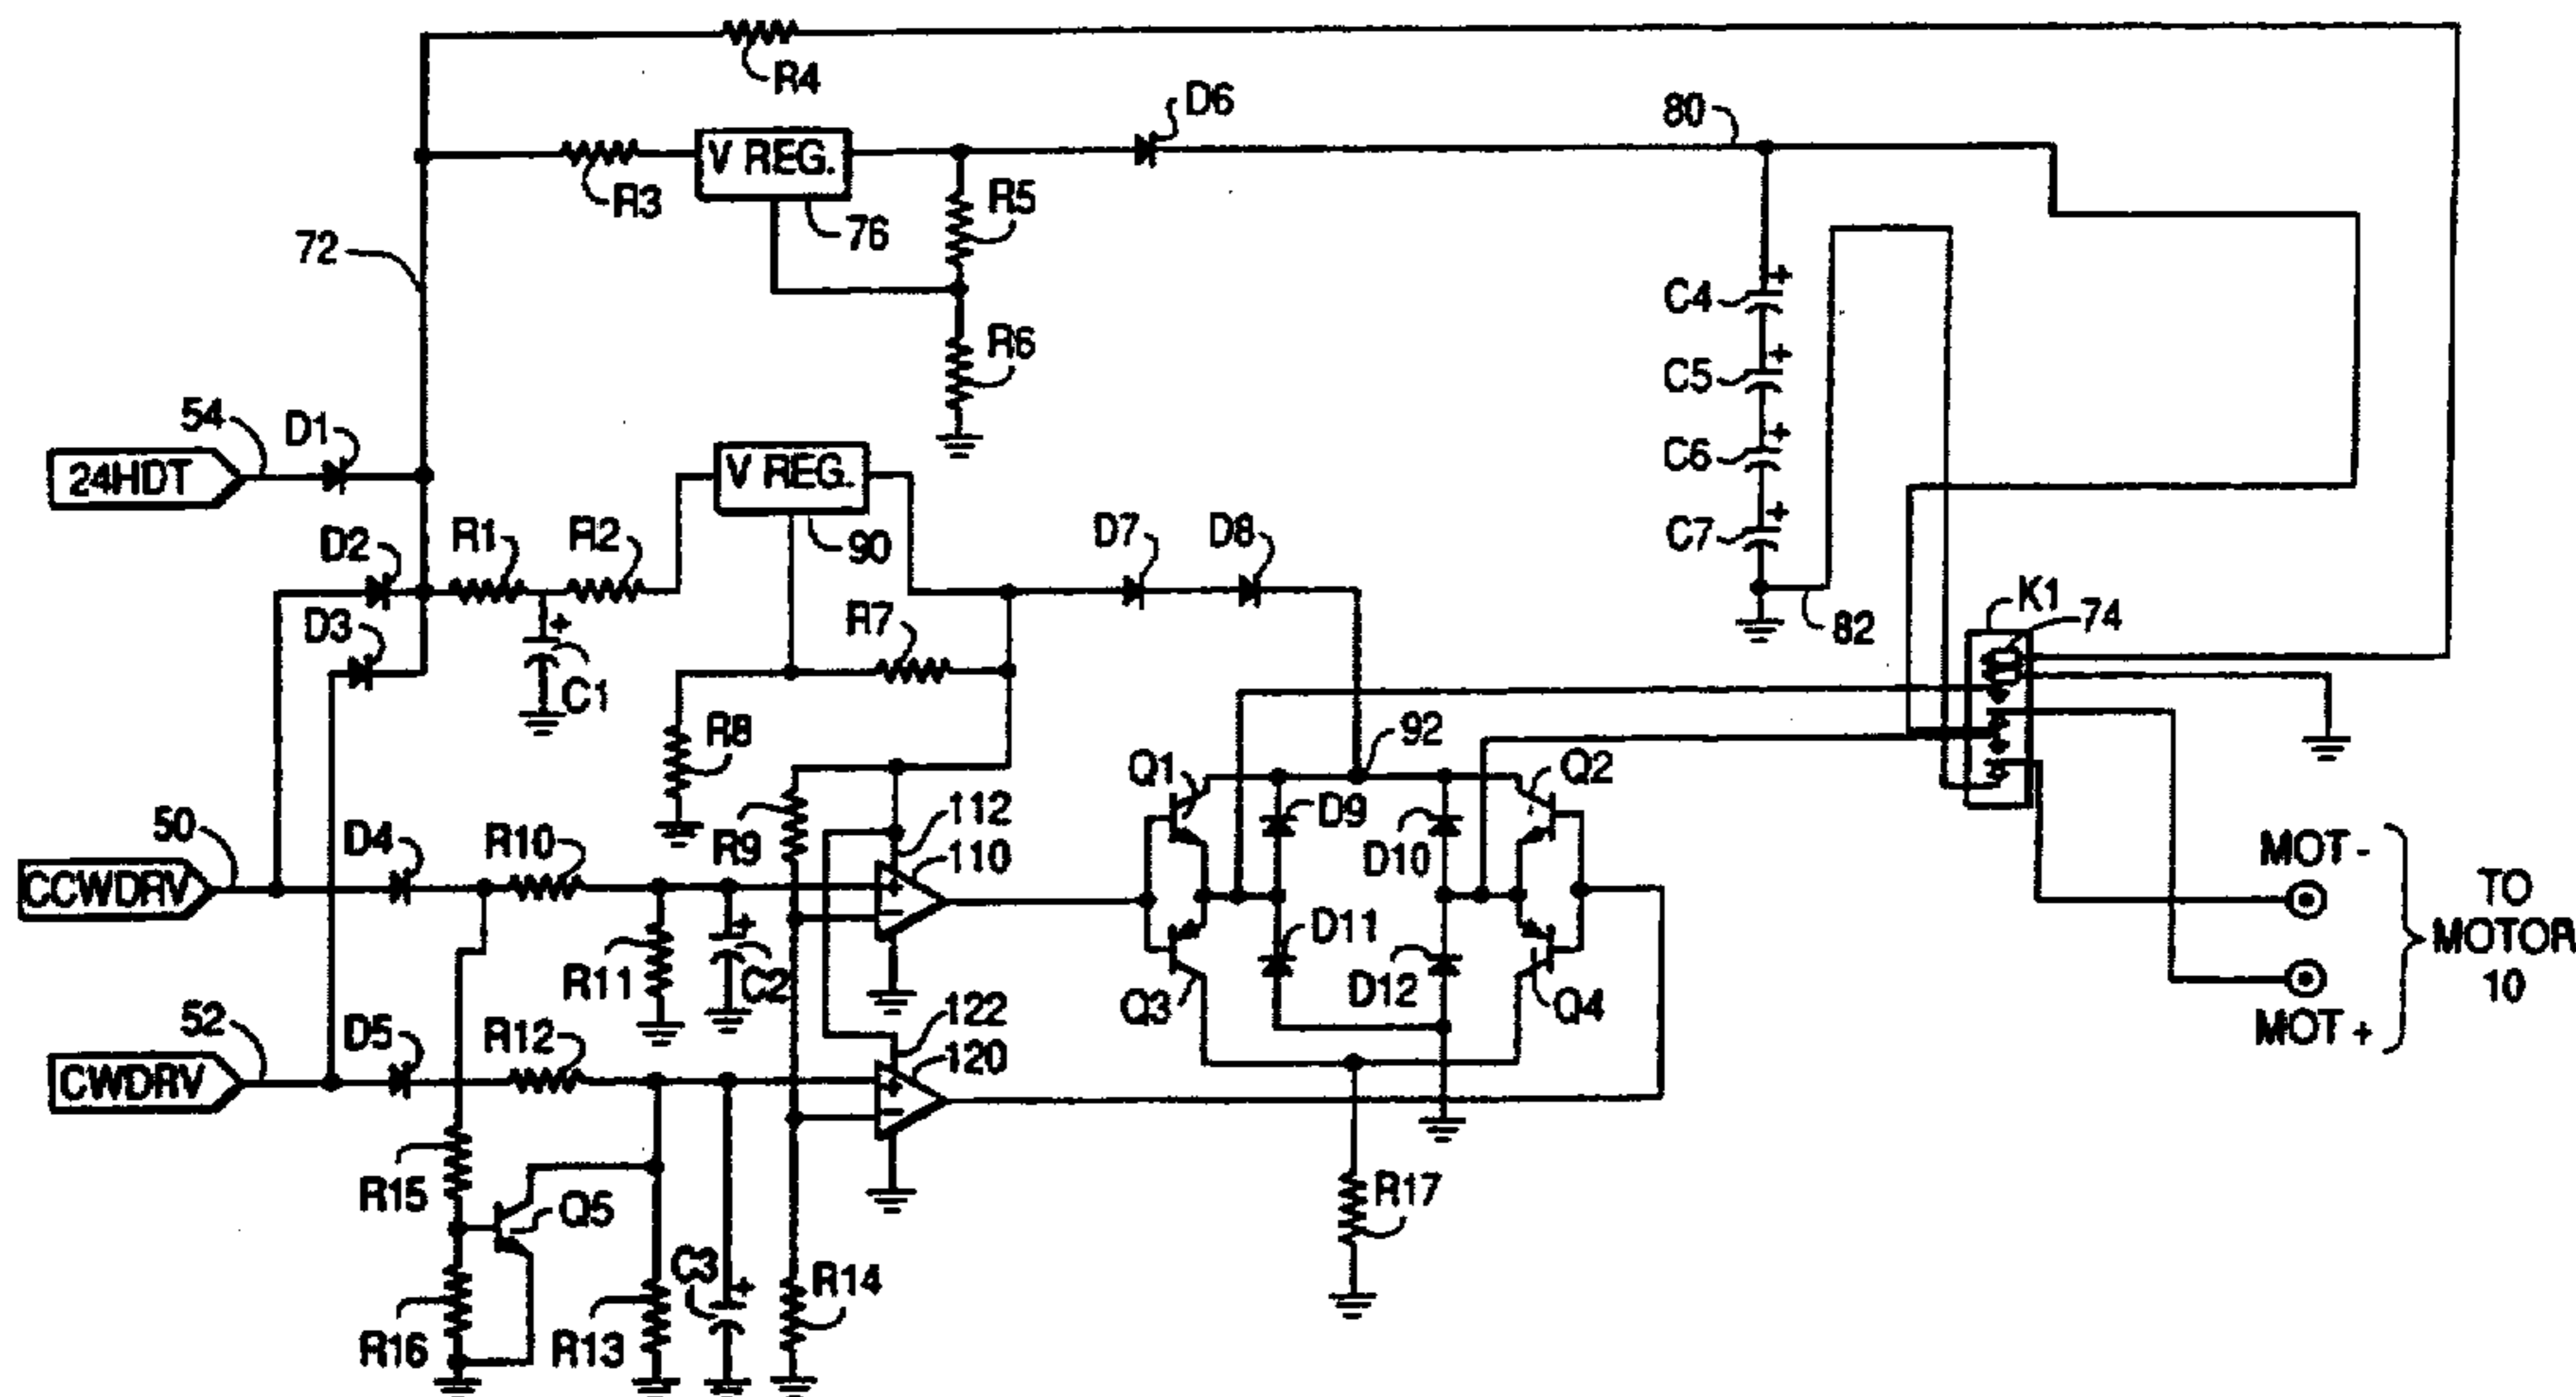 R4
D6
80
V REG.
R3
76
R5
72
R6
C4
C5
C6
C7
54
D1
24HDT
V REG.
D2
R1
R2
90
D7
D8
D3
R7
C1
82
K1
74
R8
92
50
D4
R10
R9
112
110
Q1
D9
Q2
D10
CCWDRV
MOT -
TO
MOTOR
10
MOT +
R11
C2
D11
Q3
D12
Q4
52
D5
R12
122
120
CWDRV
R15
Q5
R17
C3
R14
R16
R13
+
+
+
+
+
+
+
+
-
+
-